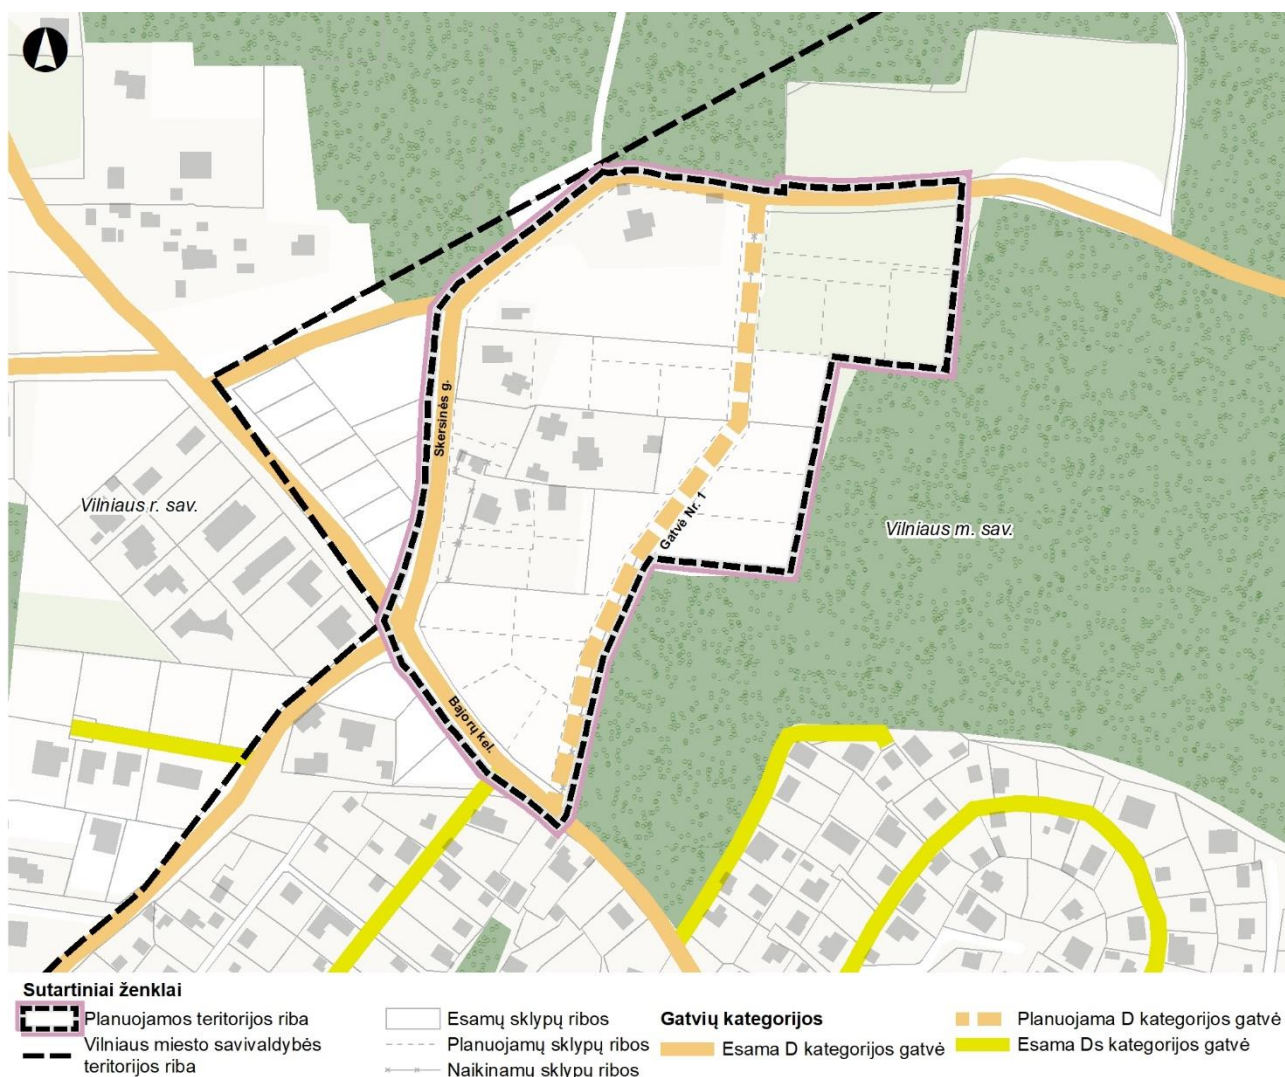 Skersinės g.
Vilniaus r. sav.
Gatvė Nr. 1
Vilniaus m. sav.
Bajorų kel.
Sutartiniai ženklai
Planuojamos teritorijos riba
Vilniaus miesto savivaldybės
teritorijos riba
Esamų sklypų ribos
Planuojamų sklypų ribos
Naikinamų sklypų ribos
Gatvių kategorijos
Esama D kategorijos gatvė
Planuojama D kategorijos gatvė
Esama Ds kategorijos gatvė